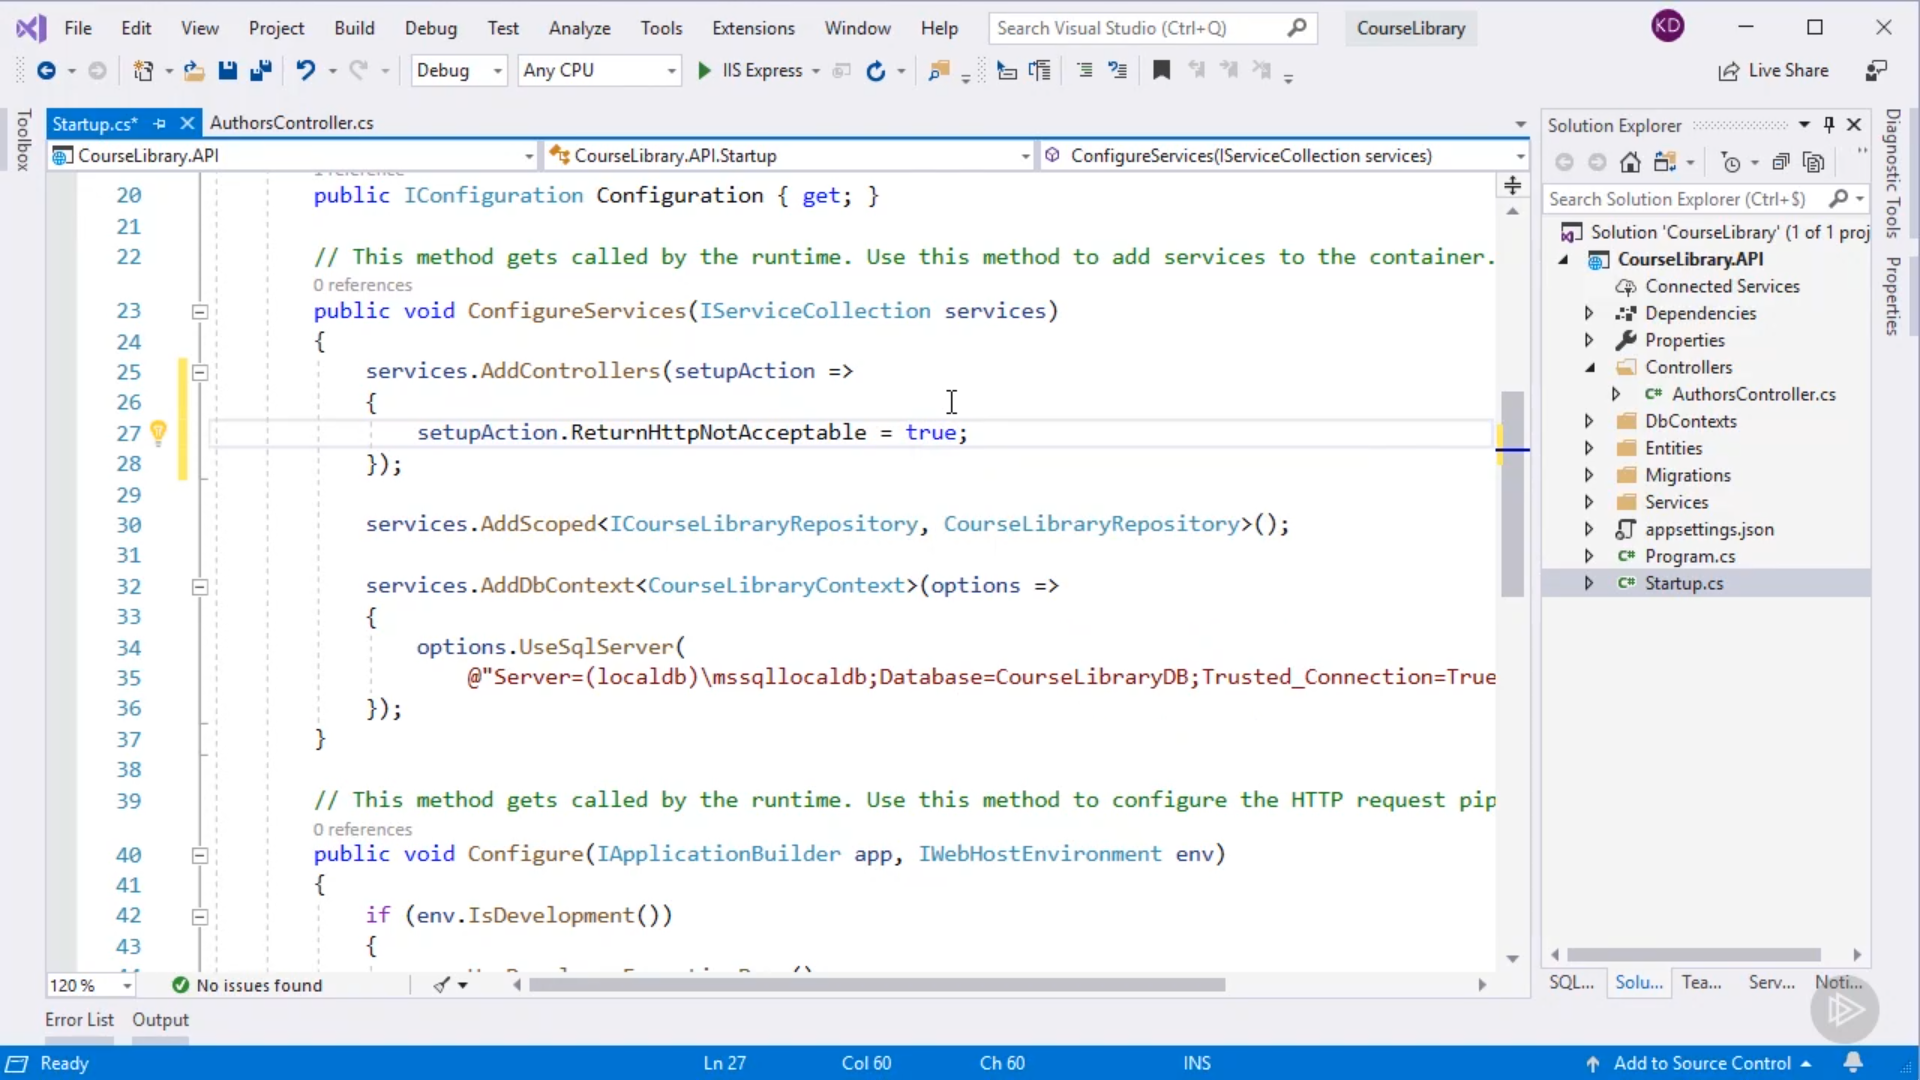 File Edit View Project Build Debug Test Analyze Tools Extensions Window Help Search Visual Studio (Ctrl+Q) CourseLibrary KD
Debug Any CPU IIS Express Live Share
Toolbox
Startup.cs* AuthorsController.cs
CourseLibrary.API CourseLibrary.API.Startup ConfigureServices(IServiceCollection services)
20 public IConfiguration Configuration { get; }
21
22 // This method gets called by the runtime. Use this method to add services to the container.
0 references
23 public void ConfigureServices(IServiceCollection services)
24 {
25 services.AddControllers(setupAction =>
26 {
27 setupAction.ReturnHttpNotAcceptable = true;
28 });
29
30 services.AddScoped<ICourseLibraryRepository, CourseLibraryRepository>();
31
32 services.AddDbContext<CourseLibraryContext>(options =>
33 {
34 options.UseSqlServer(
35 @"Server=(localdb)\mssqllocaldb;Database=CourseLibraryDB;Trusted_Connection=True
36 });
37 }
38
39 // This method gets called by the runtime. Use this method to configure the HTTP request pip
0 references
40 public void Configure(IApplicationBuilder app, IWebHostEnvironment env)
41 {
42 if (env.IsDevelopment())
43 {
120 % No issues found
Error List Output
Ready Ln 27 Col 60 Ch 60 INS Add to Source Control
Solution Explorer
Search Solution Explorer (Ctrl+$)
Solution 'CourseLibrary' (1 of 1 proj
CourseLibrary.API
Connected Services
Dependencies
Properties
Controllers
C# AuthorsController.cs
DbContexts
Entities
Migrations
Services
appsettings.json
C# Program.cs
C# Startup.cs
SQL... Solu... Tea... Serv... Noti...
Diagnostic Tools
Properties